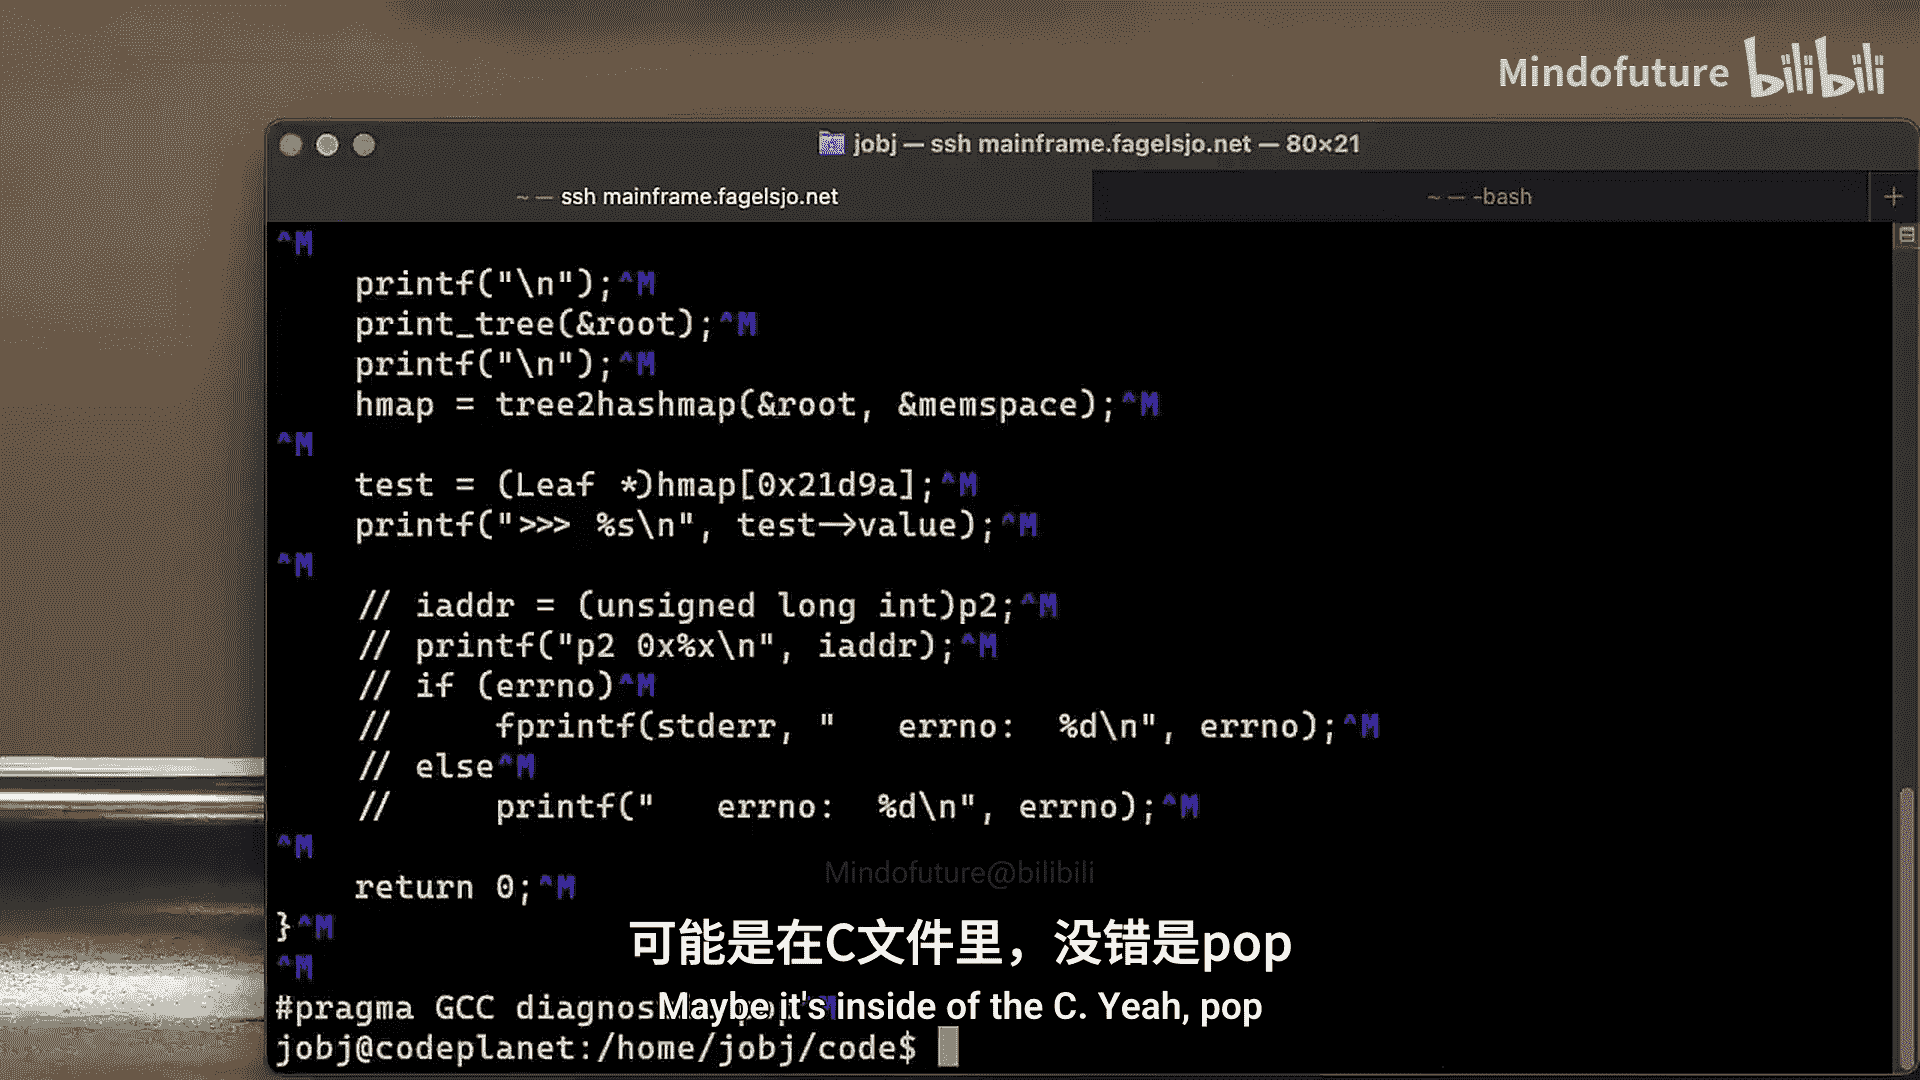 Mindofuture bilibili
jobj — ssh mainframe.fagelsjo.net — 80×21
~ — ssh mainframe.fagelsjo.net
~ — -bash
+
^M
printf("\n");^M
print_tree(&root);^M
printf("\n");^M
hmap = tree2hashmap(&root, &memspace);^M
^M
test = (Leaf *)hmap[0x21d9a];^M
printf(">>> %s\n", test->value);^M
^M
// iaddr = (unsigned long int)p2;^M
// printf("p2 0x%x\n", iaddr);^M
// if (errno)^M
//     fprintf(stderr, "   errno:  %d\n", errno);^M
// else^M
//     printf("   errno:  %d\n", errno);^M
^M
Mindofuture@bilibili
return 0;^M
}^M
可能是在C文件里，没错是pop
^M
#pragma GCC diagnos
Maybe it's inside of the C. Yeah, pop
jobj@codeplanet:/home/jobj/code$